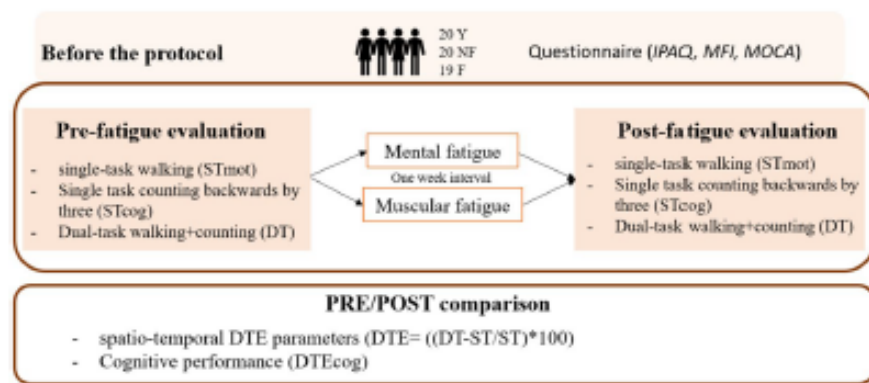 Before the protocol
20 Y
20 NF
19 F
Questionnaire (IPAQ, MFI, MOCA)
Pre-fatigue evaluation
- single-task walking (STmot)
- Single task counting backwards by
three (STcog)
- Dual-task walking+counting (DT)
Mental fatigue
One week interval
Muscular fatigue
Post-fatigue evaluation
- single-task walking (STmot)
- Single task counting backwards by
three (STcog)
- Dual-task walking+counting (DT)
PRE/POST comparison
- spatio-temporal DTE parameters (DTE= ((DT-ST/ST)*100)
- Cognitive performance (DTEcog)